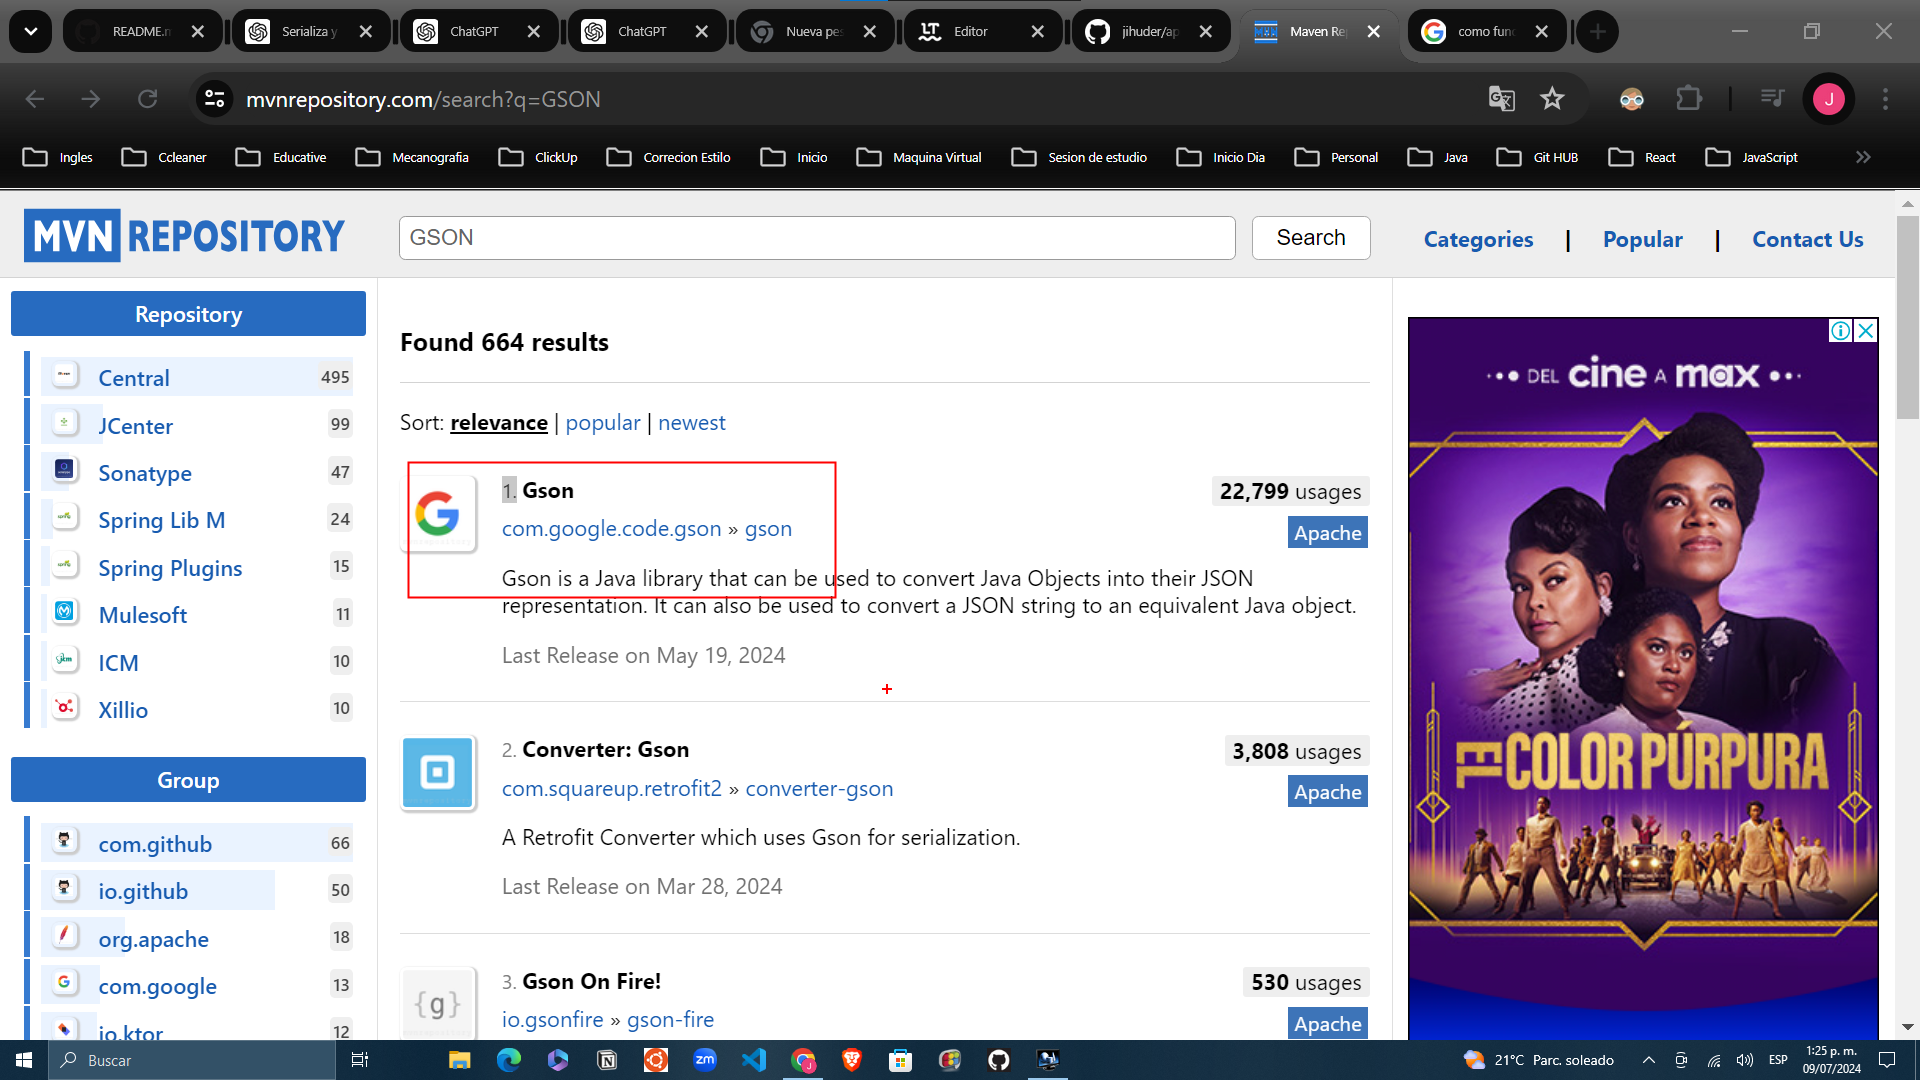 README.m
Serializa y
ChatGPT
ChatGPT
Nueva pes
Editor
jihuder/ap
Maven Re
como func
mvnrepository.com/search?q=GSON
J
Ingles
Ccleaner
Educative
Mecanografia
ClickUp
Correcion Estilo
Inicio
Maquina Virtual
Sesion de estudio
Inicio Dia
Personal
Java
Git HUB
React
JavaScript
MVN REPOSITORY
GSON
Search
Categories | Popular | Contact Us
Repository
Central 495
JCenter 99
Sonatype 47
Spring Lib M 24
Spring Plugins 15
Mulesoft 11
ICM 10
Xillio 10
Group
com.github 66
io.github 50
org.apache 18
com.google 13
io.ktor 12
Found 664 results
Sort: relevance | popular | newest
1. Gson
22,799 usages
com.google.code.gson » gson
Apache
Gson is a Java library that can be used to convert Java Objects into their JSON
representation. It can also be used to convert a JSON string to an equivalent Java object.
Last Release on May 19, 2024
2. Converter: Gson
3,808 usages
com.squareup.retrofit2 » converter-gson
Apache
A Retrofit Converter which uses Gson for serialization.
Last Release on Mar 28, 2024
3. Gson On Fire!
530 usages
{g}
io.gsonfire » gson-fire
Apache
DEL cine A max
EL COLOR PÚRPURA
Buscar
zm
21°C Parc. soleado
ESP
1:25 p. m.
09/07/2024